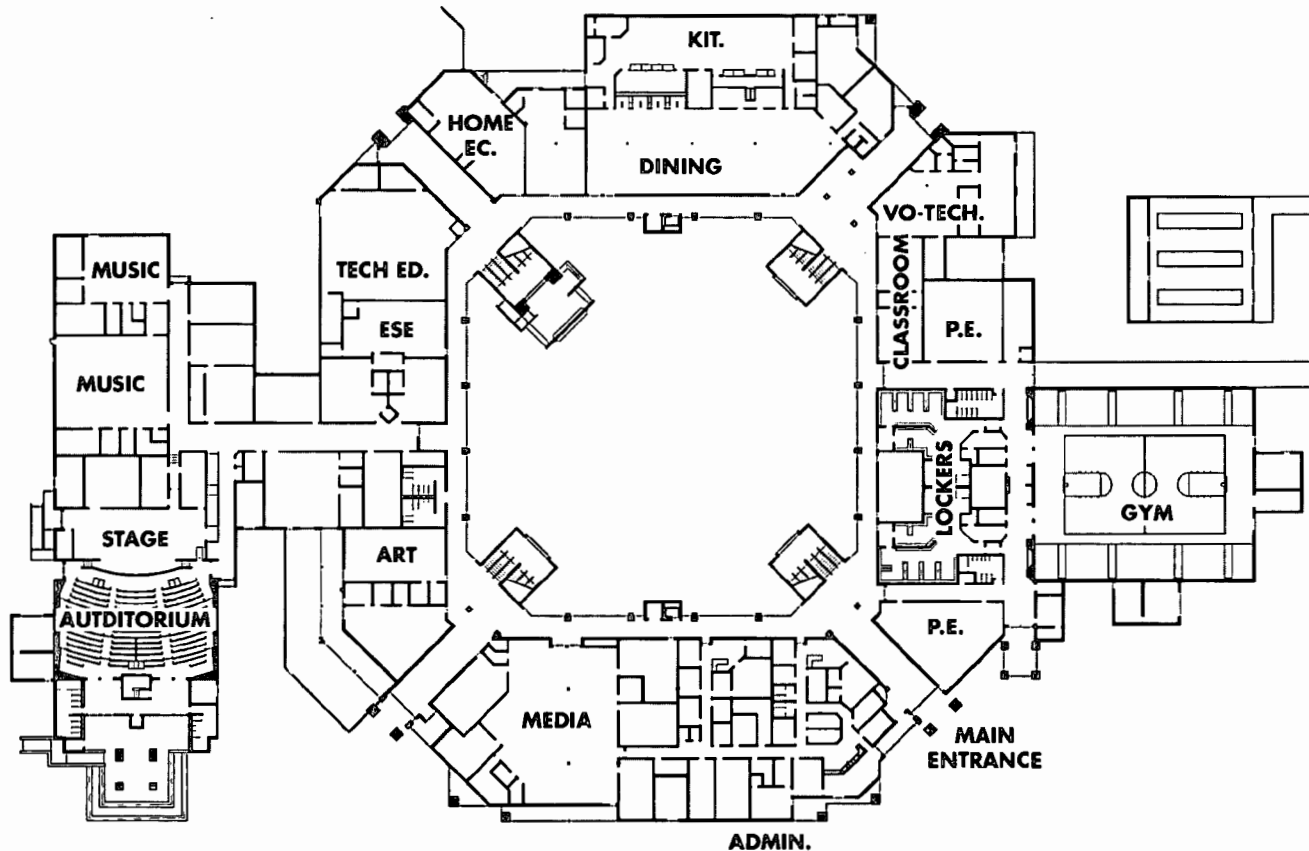 KIT.
HOME
EC.
DINING
VO-TECH.
MUSIC
TECH ED.
CLASSROOM
ESE
P.E.
MUSIC
LOCKERS
GYM
STAGE
ART
AUTDITORIUM
P.E.
MEDIA
MAIN
ENTRANCE
ADMIN.